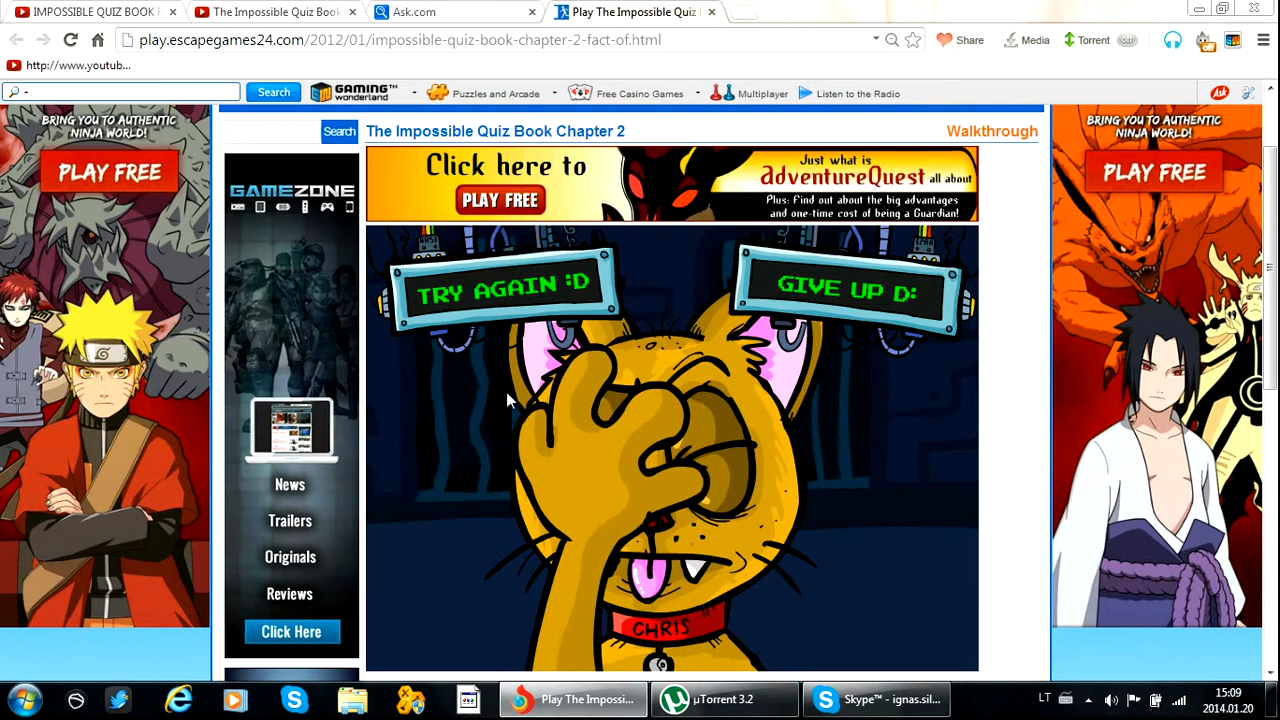 IMPOSSIBLE QUIZ BOOK F
The Impossible Quiz Book
Ask.com
Play The Impossible Quiz
play.escapegames24.com/2012/01/impossible-quiz-book-chapter-2-fact-of.html
Share
Media
Torrent
Off
off
http://www.youtub...
-
Search
GAMING wonderland
Puzzles and Arcade
Free Casino Games
Multiplayer
Listen to the Radio
Ask
BRING YOU TO AUTHENTIC
NINJA WORLD!
PLAY FREE
Search
The Impossible Quiz Book Chapter 2
Walkthrough
BRING YOU TO AUTHENTIC
NINJA WORLD!
PLAY FREE
Click here to
PLAY FREE
Just what is
AdventureQuest all about
Plus: Find out about the big advantages
and one-time cost of being a Guardian!
GAMEZONE
News
Trailers
Originals
Reviews
Click Here
TRY AGAIN :D
GIVE UP D:
CHRIS
Play The Impossi...
µTorrent 3.2
Skype™ - ignas.sil...
LT
15:09
2014.01.20